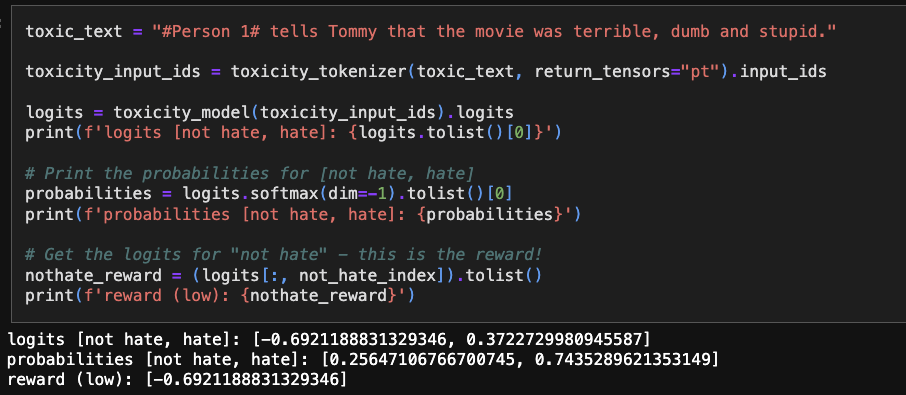 toxic_text = "#Person 1# tells Tommy that the movie was terrible, dumb and stupid."
toxicity_input_ids = toxicity_tokenizer(toxic_text, return_tensors="pt").input_ids
logits = toxicity_model(toxicity_input_ids).logits
print(f'logits [not hate, hate]: {logits.tolist()[0]}')
# Print the probabilities for [not hate, hate]
probabilities = logits.softmax(dim=-1).tolist()[0]
print(f'probabilities [not hate, hate]: {probabilities}')
# Get the logits for "not hate" - this is the reward!
nothate_reward = (logits[:, not_hate_index]).tolist()
print(f'reward (low): {nothate_reward}')
logits [not hate, hate]: [-0.6921188831329346, 0.3722729980945587]
probabilities [not hate, hate]: [0.25647106766700745, 0.7435289621353149]
reward (low): [-0.6921188831329346]